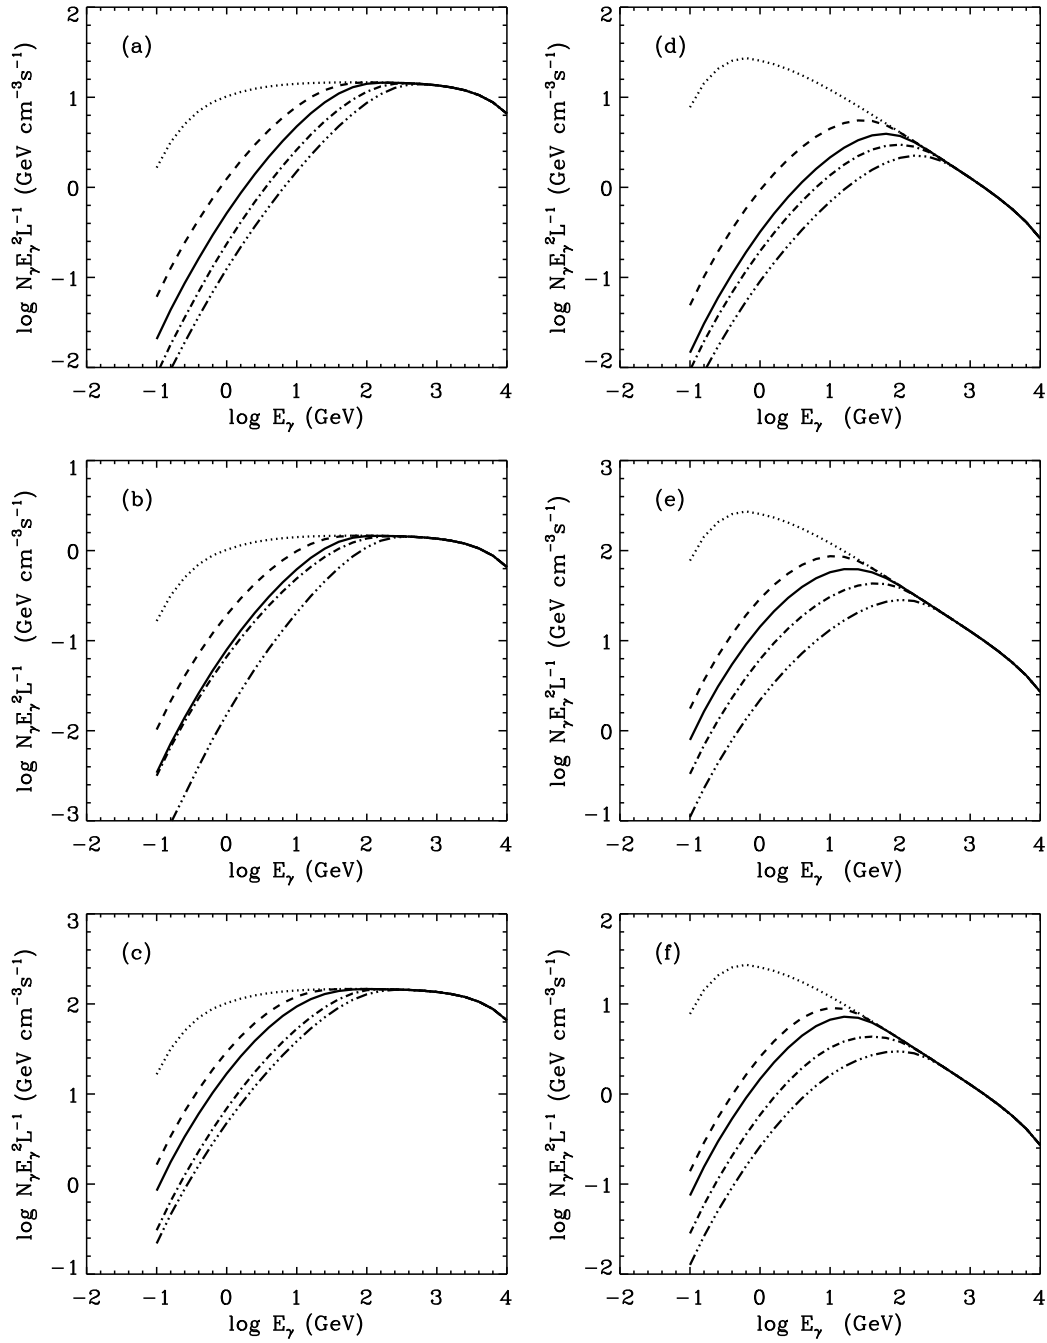 (a)
2
1
0
−1
−2
log NγEγ²L⁻¹ (GeV cm⁻³s⁻¹)
−2 −1 0 1 2 3 4
log Eγ (GeV)
(d)
2
1
0
−1
−2
log NγEγ²L⁻¹ (GeV cm⁻³s⁻¹)
−2 −1 0 1 2 3 4
log Eγ (GeV)
(b)
1
0
−1
−2
−3
log NγEγ²L⁻¹ (GeV cm⁻³s⁻¹)
−2 −1 0 1 2 3 4
log Eγ (GeV)
(e)
3
2
1
0
−1
log NγEγ²L⁻¹ (GeV cm⁻³s⁻¹)
−2 −1 0 1 2 3 4
log Eγ (GeV)
(c)
3
2
1
0
−1
log NγEγ²L⁻¹ (GeV cm⁻³s⁻¹)
−2 −1 0 1 2 3 4
log Eγ (GeV)
(f)
2
1
0
−1
−2
log NγEγ²L⁻¹ (GeV cm⁻³s⁻¹)
−2 −1 0 1 2 3 4
log Eγ (GeV)